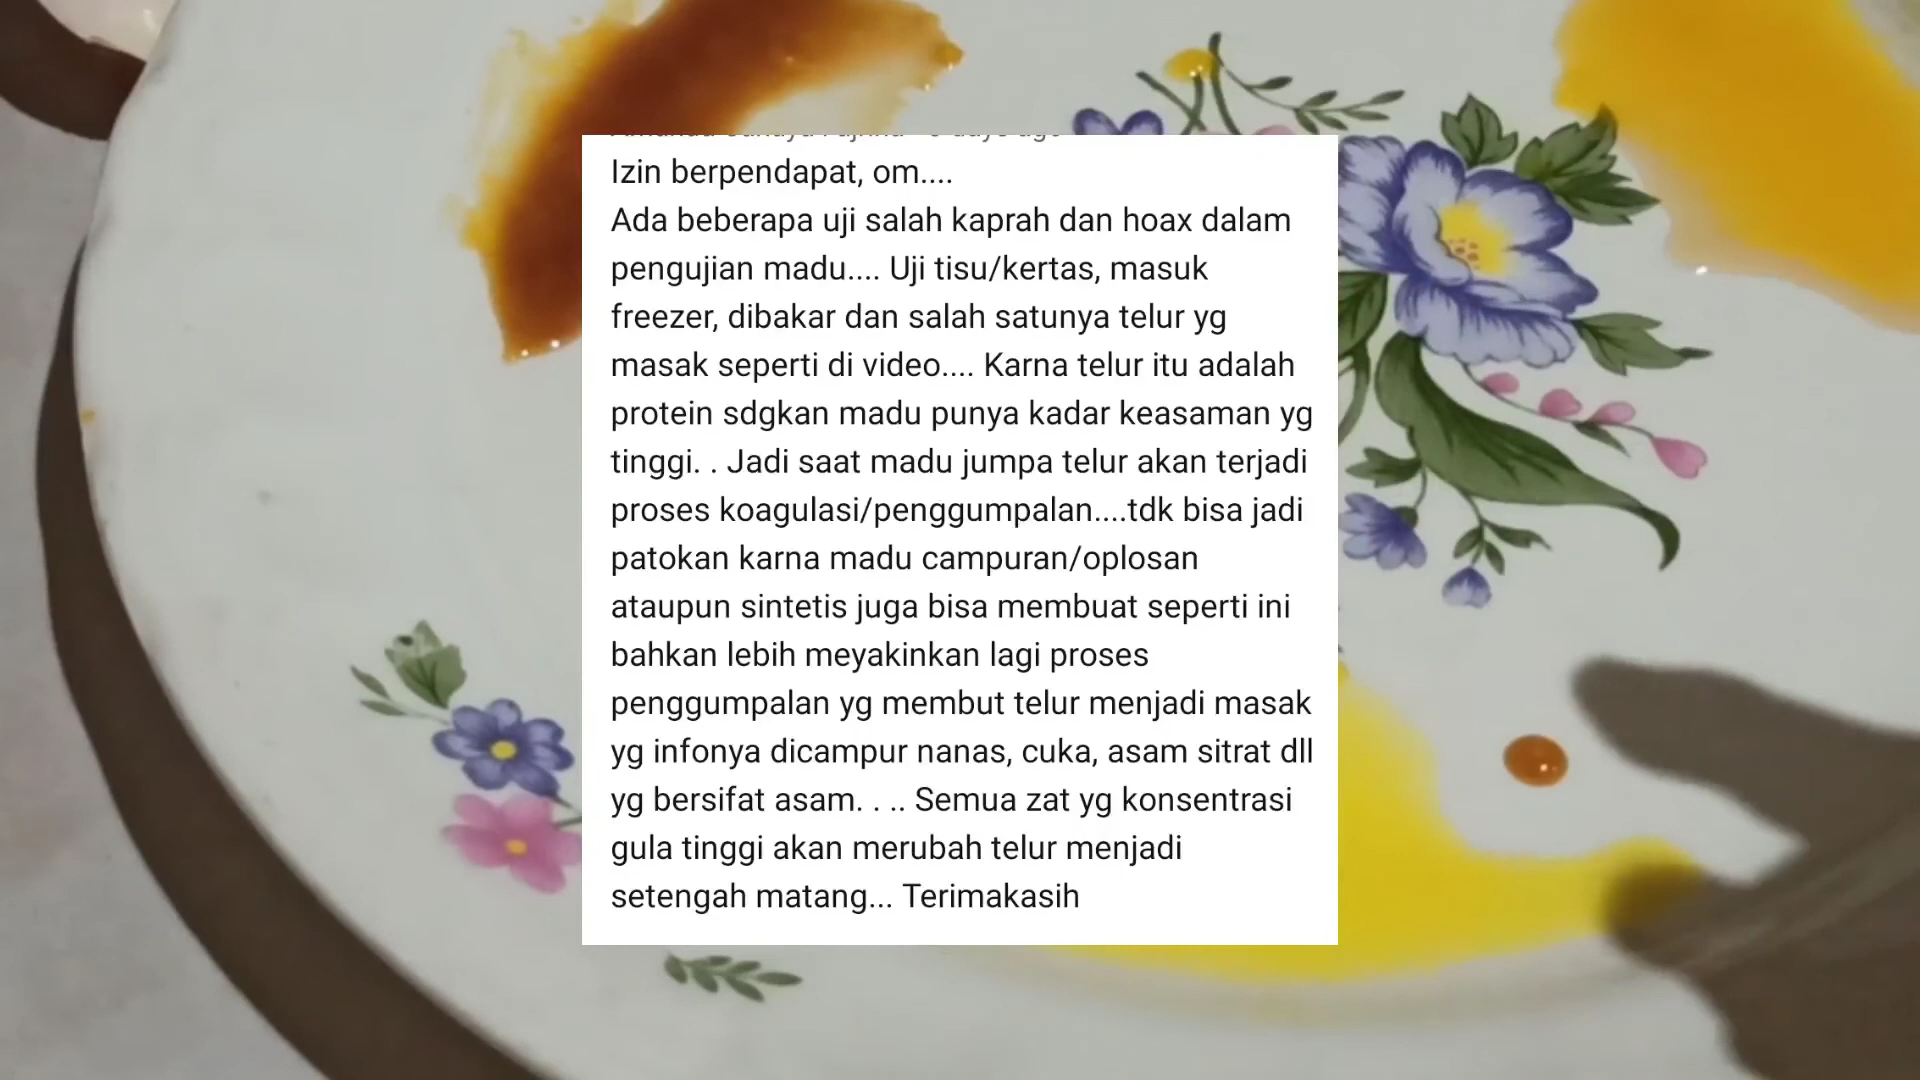 Izin berpendapat, om....
Ada beberapa uji salah kaprah dan hoax dalam
pengujian madu.... Uji tisu/kertas, masuk
freezer, dibakar dan salah satunya telur yg
masak seperti di video.... Karna telur itu adalah
protein sdgkan madu punya kadar keasaman yg
tinggi. . Jadi saat madu jumpa telur akan terjadi
proses koagulasi/penggumpalan....tdk bisa jadi
patokan karna madu campuran/oplosan
ataupun sintetis juga bisa membuat seperti ini
bahkan lebih meyakinkan lagi proses
penggumpalan yg membut telur menjadi masak
yg infonya dicampur nanas, cuka, asam sitrat dll
yg bersifat asam. . .. Semua zat yg konsentrasi
gula tinggi akan merubah telur menjadi
setengah matang... Terimakasih